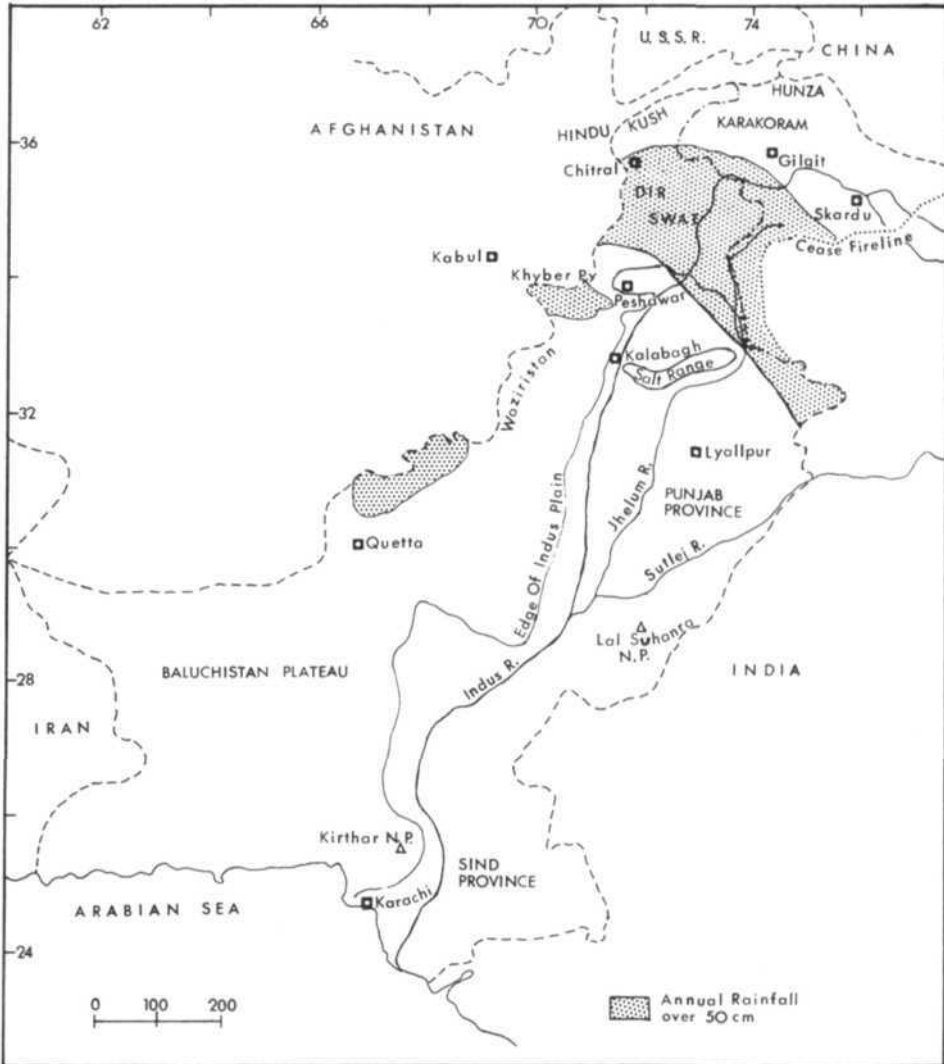 62 66 70 74
U.S.S.R.
CHINA
HUNZA
HINDU KUSH
AFGHANISTAN
KARAKORAM
36
Gilgit
Chitral
DIR
SWAT
Skardu
Cease Fireline
Kabul
Khyber Py
Peshawar
Kalabagh
Salt Range
Waziristan
32
Lyallpur
Jhelum R.
PUNJAB
PROVINCE
Edge Of Indus Plain
Quetta
Sutlej R.
Lal Suhanra
N.P.
INDIA
Indus R.
BALUCHISTAN PLATEAU
28
IRAN
Kirthar N.P.
SIND
PROVINCE
Karachi
ARABIAN SEA
24
0 100 200
Annual Rainfall
over 50 cm